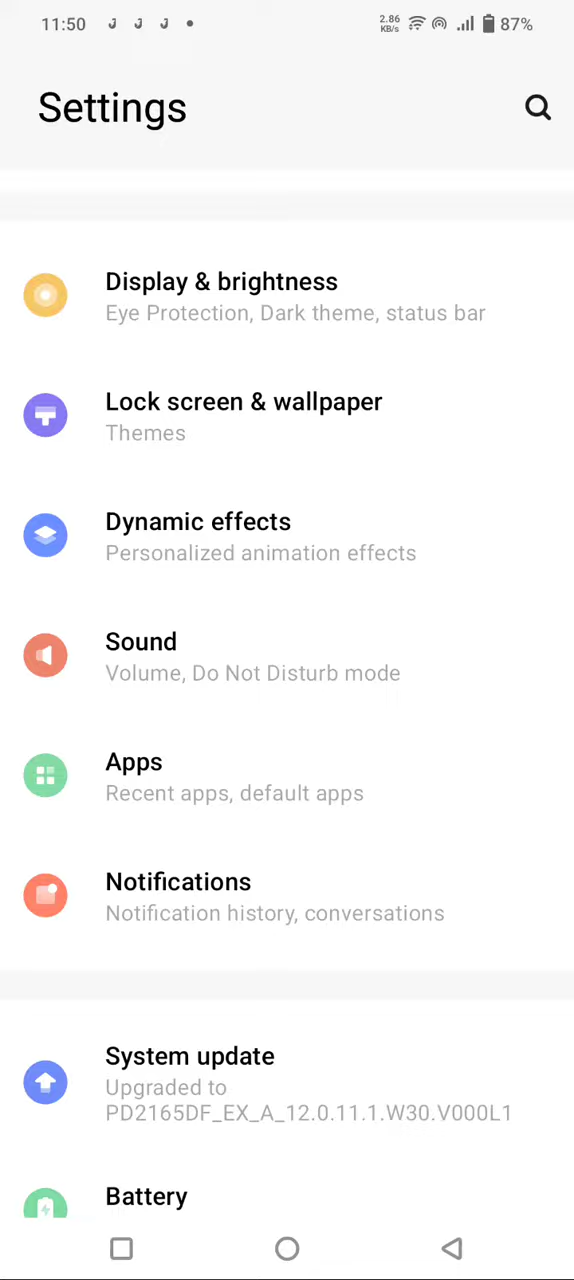 11:50
2.86
KB/s
87%
Settings
Display & brightness
Eye Protection, Dark theme, status bar
Lock screen & wallpaper
Themes
Dynamic effects
Personalized animation effects
Sound
Volume, Do Not Disturb mode
Apps
Recent apps, default apps
Notifications
Notification history, conversations
System update
Upgraded to
PD2165DF_EX_A_12.0.11.1.W30.V000L1
Battery